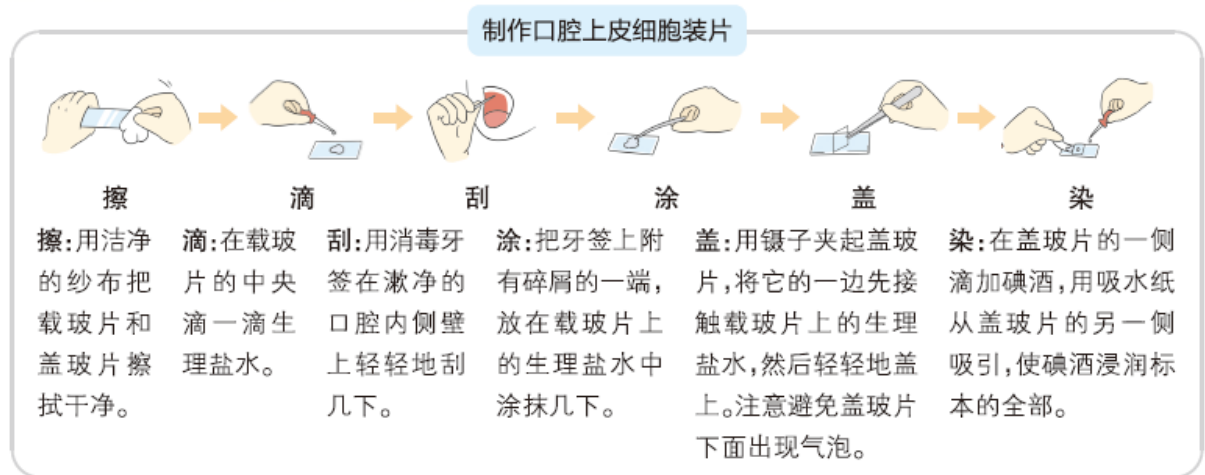 制作口腔上皮细胞装片
擦
滴
刮
涂
盖
染
擦:用洁净
的纱布把
载玻片和
盖玻片擦
拭干净。
滴:在载玻
片的中央
滴一滴生
理盐水。
刮:用消毒牙
签在漱净的
口腔内侧壁
上轻轻地刮
几下。
涂:把牙签上附
有碎屑的一端,
放在载玻片上
的生理盐水中
涂抹几下。
盖:用镊子夹起盖玻
片,将它的一边先接
触载玻片上的生理
盐水,然后轻轻地盖
上。注意避免盖玻片
下面出现气泡。
染:在盖玻片的一侧
滴加碘酒,用吸水纸
从盖玻片的另一侧
吸引,使碘酒浸润标
本的全部。